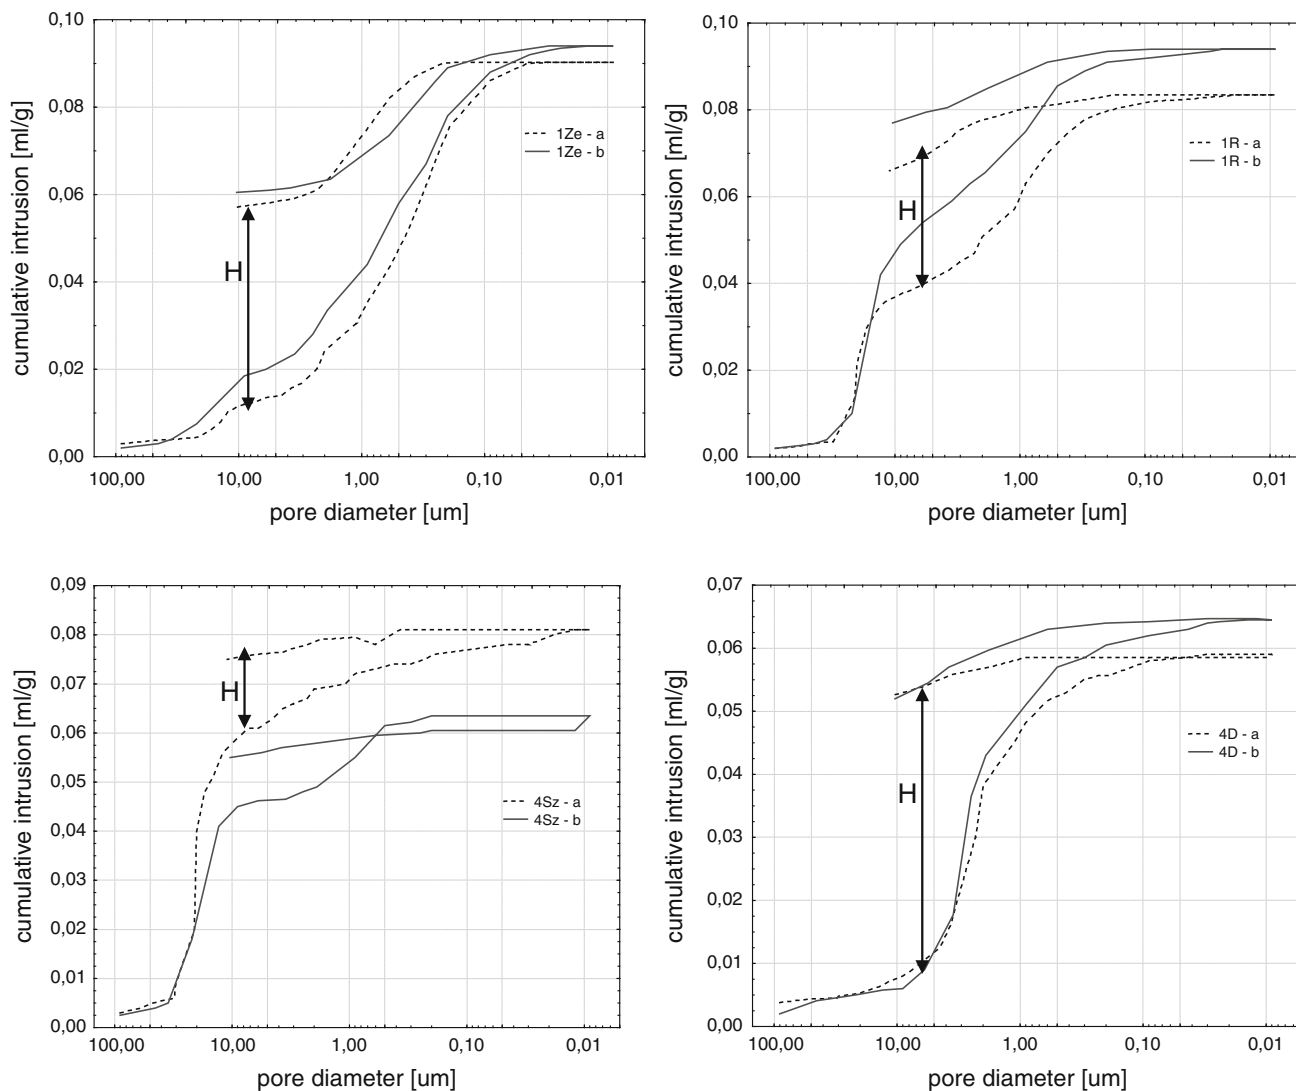 0,10
0,08
0,06
0,04
0,02
0,00
cumulative intrusion [ml/g]
1Ze - a
1Ze - b
H
100,00 10,00 1,00 0,10 0,01
pore diameter [um]
0,10
0,08
0,06
0,04
0,02
0,00
cumulative intrusion [ml/g]
1R - a
1R - b
H
100,00 10,00 1,00 0,10 0,01
pore diameter [um]
0,09
0,08
0,07
0,06
0,05
0,04
0,03
0,02
0,01
0,00
cumulative intrusion [ml/g]
H
4Sz - a
4Sz - b
100,00 10,00 1,00 0,10 0,01
pore diameter [um]
0,07
0,06
0,05
0,04
0,03
0,02
0,01
0,00
cumulative intrusion [ml/g]
4D - a
4D - b
H
100,00 10,00 1,00 0,10 0,01
pore diameter [um]